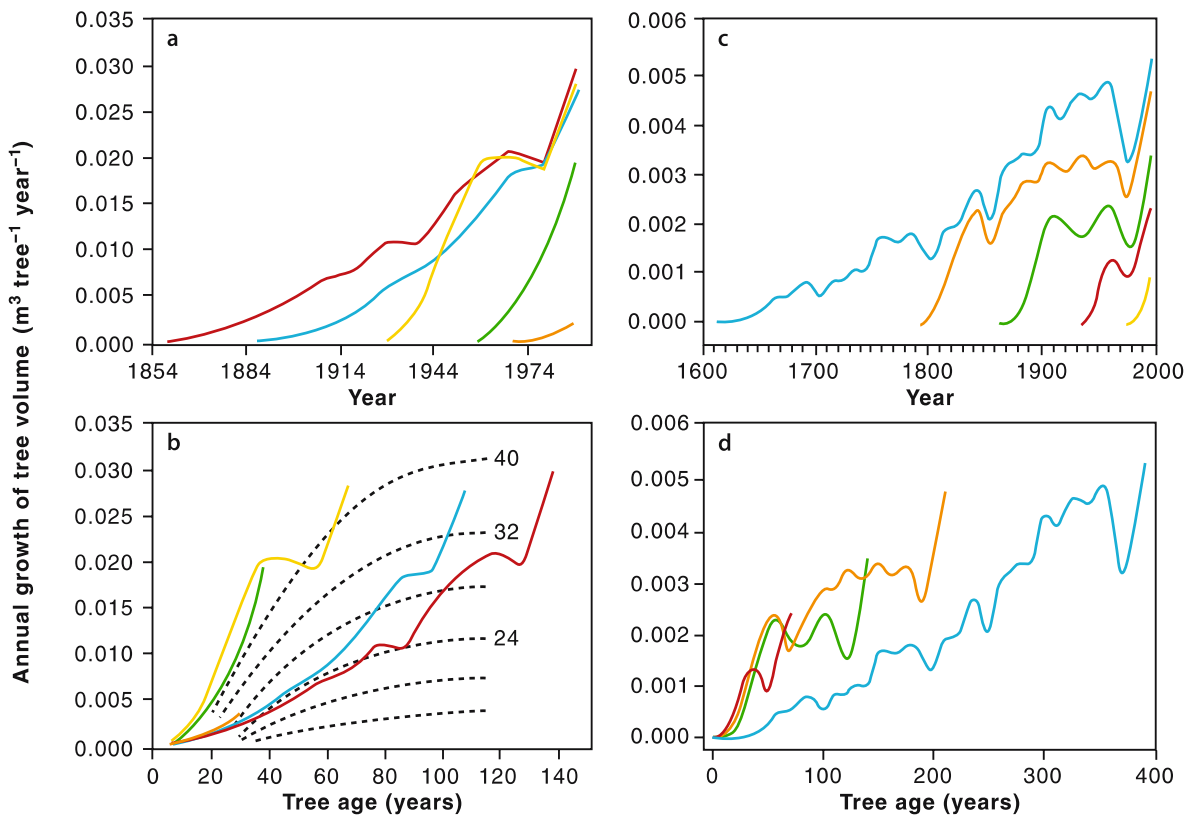 Annual growth of tree volume (m³ tree⁻¹ year⁻¹)
a
0.035
0.030
0.025
0.020
0.015
0.010
0.005
0.000
1854 1884 1914 1944 1974
Year
c
0.006
0.005
0.004
0.003
0.002
0.001
0.000
1600 1700 1800 1900 2000
Year
b
0.035
0.030
0.025
0.020
0.015
0.010
0.005
0.000
40
32
24
0 20 40 60 80 100 120 140
Tree age (years)
d
0.006
0.005
0.004
0.003
0.002
0.001
0.000
0 100 200 300 400
Tree age (years)